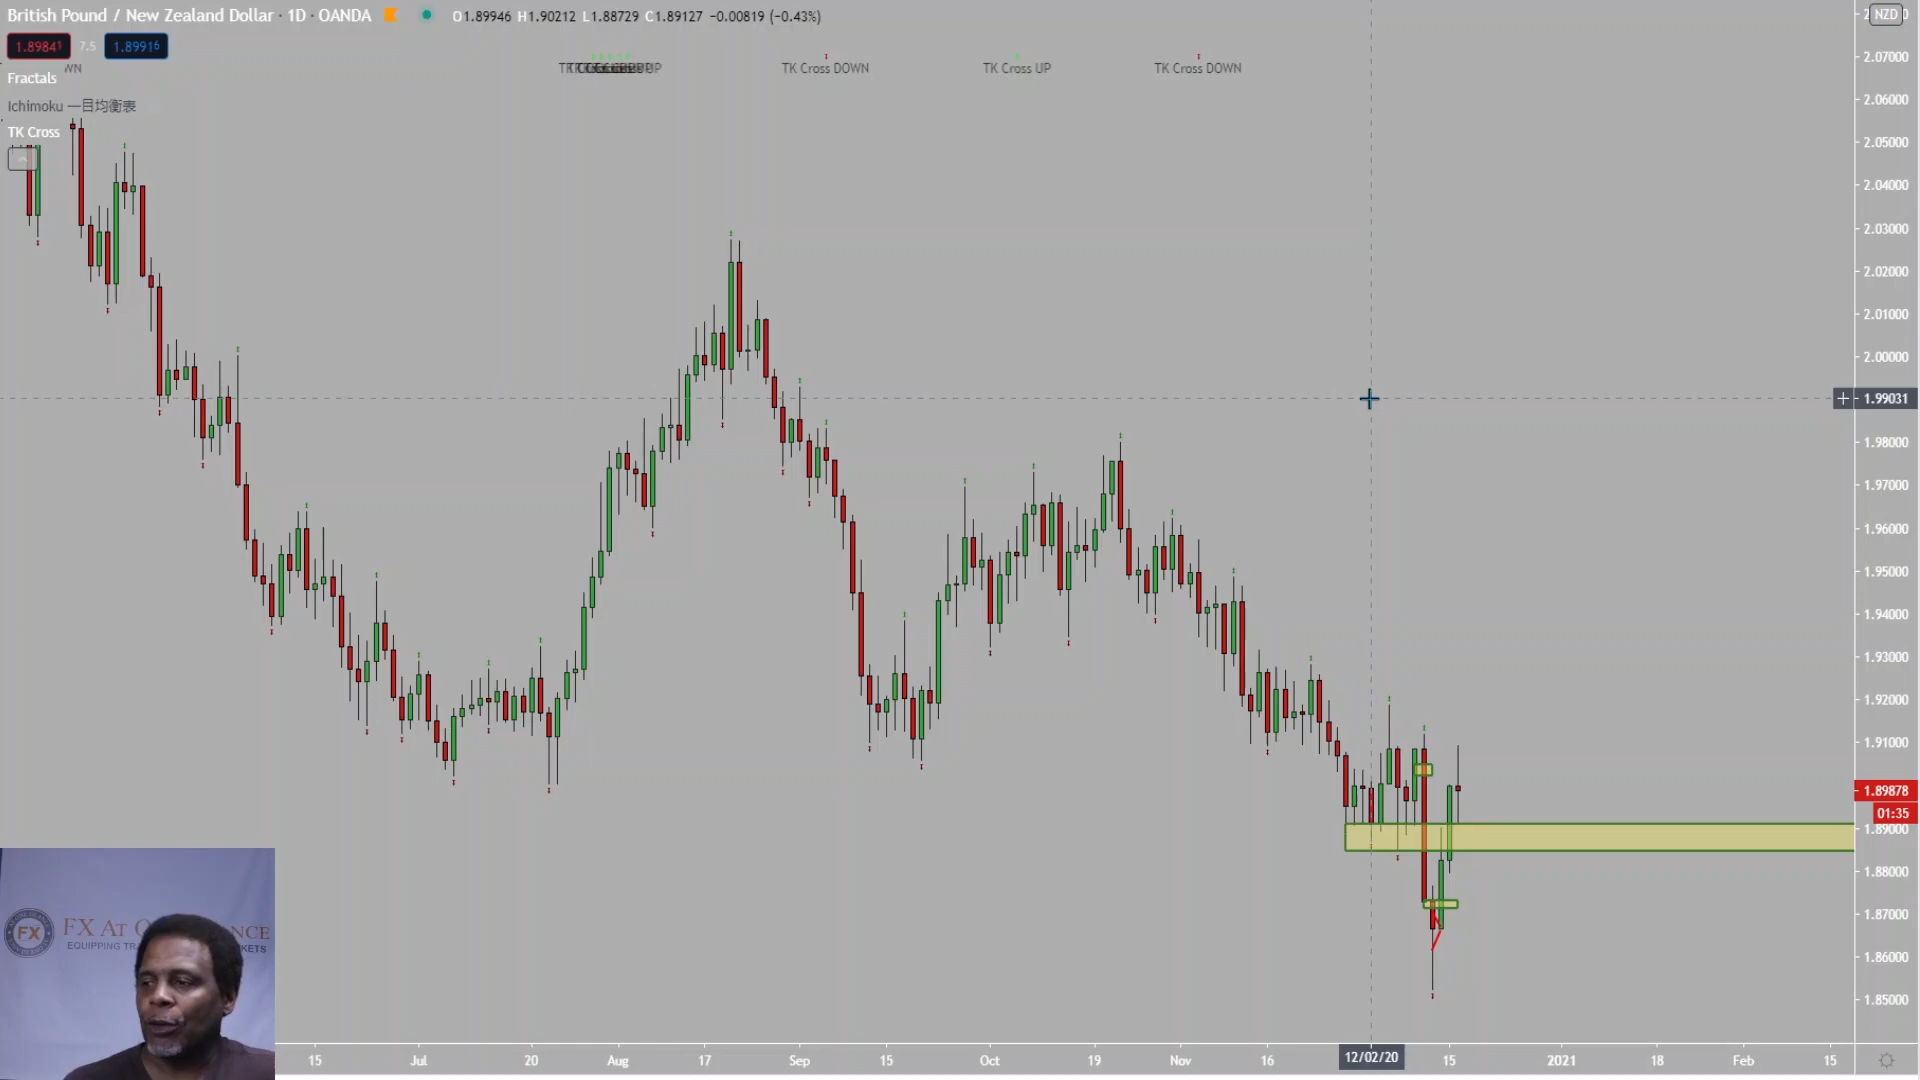 British Pound / New Zealand Dollar · 1D · OANDA O1.89946 H1.90212 L1.88729 C1.89127 −0.00819 (−0.43%)
1.89841 7.5 1.89916
Fractals
Ichimoku 一目均衡表
TK Cross
TK Cross DOWN
TK Cross UP
TK Cross DOWN
NZD
2.07000
2.06000
2.05000
2.04000
2.03000
2.02000
2.01000
2.00000
1.99031
1.98000
1.97000
1.96000
1.95000
1.94000
1.93000
1.92000
1.91000
1.89878
01:35
1.89000
1.88000
1.87000
1.86000
1.85000
FX
FX At
EQUIPPING
15 Jul 20 Aug 17 Sep 15 Oct 19 Nov 16 12/02/20 15 2021 18 Feb 15